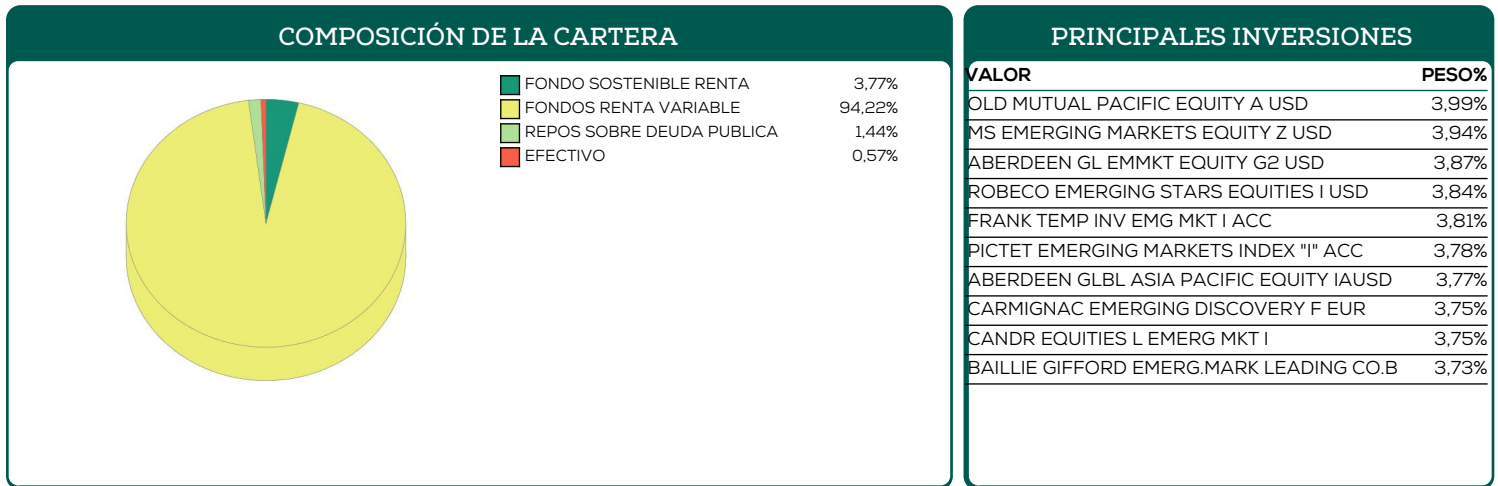 COMPOSICIÓN DE LA CARTERA
FONDO SOSTENIBLE RENTA 3,77%
FONDOS RENTA VARIABLE 94,22%
REPOS SOBRE DEUDA PUBLICA 1,44%
EFECTIVO 0,57%
PRINCIPALES INVERSIONES
VALOR PESO%
OLD MUTUAL PACIFIC EQUITY A USD 3,99%
MS EMERGING MARKETS EQUITY Z USD 3,94%
ABERDEEN GL EMMKT EQUITY G2 USD 3,87%
ROBECO EMERGING STARS EQUITIES I USD 3,84%
FRANK TEMP INV EMG MKT I ACC 3,81%
PICTET EMERGING MARKETS INDEX "I" ACC 3,78%
ABERDEEN GLBL ASIA PACIFIC EQUITY IAUSD 3,77%
CARMIGNAC EMERGING DISCOVERY F EUR 3,75%
CANDR EQUITIES L EMERG MKT I 3,75%
BAILLIE GIFFORD EMERG.MARK LEADING CO.B 3,73%